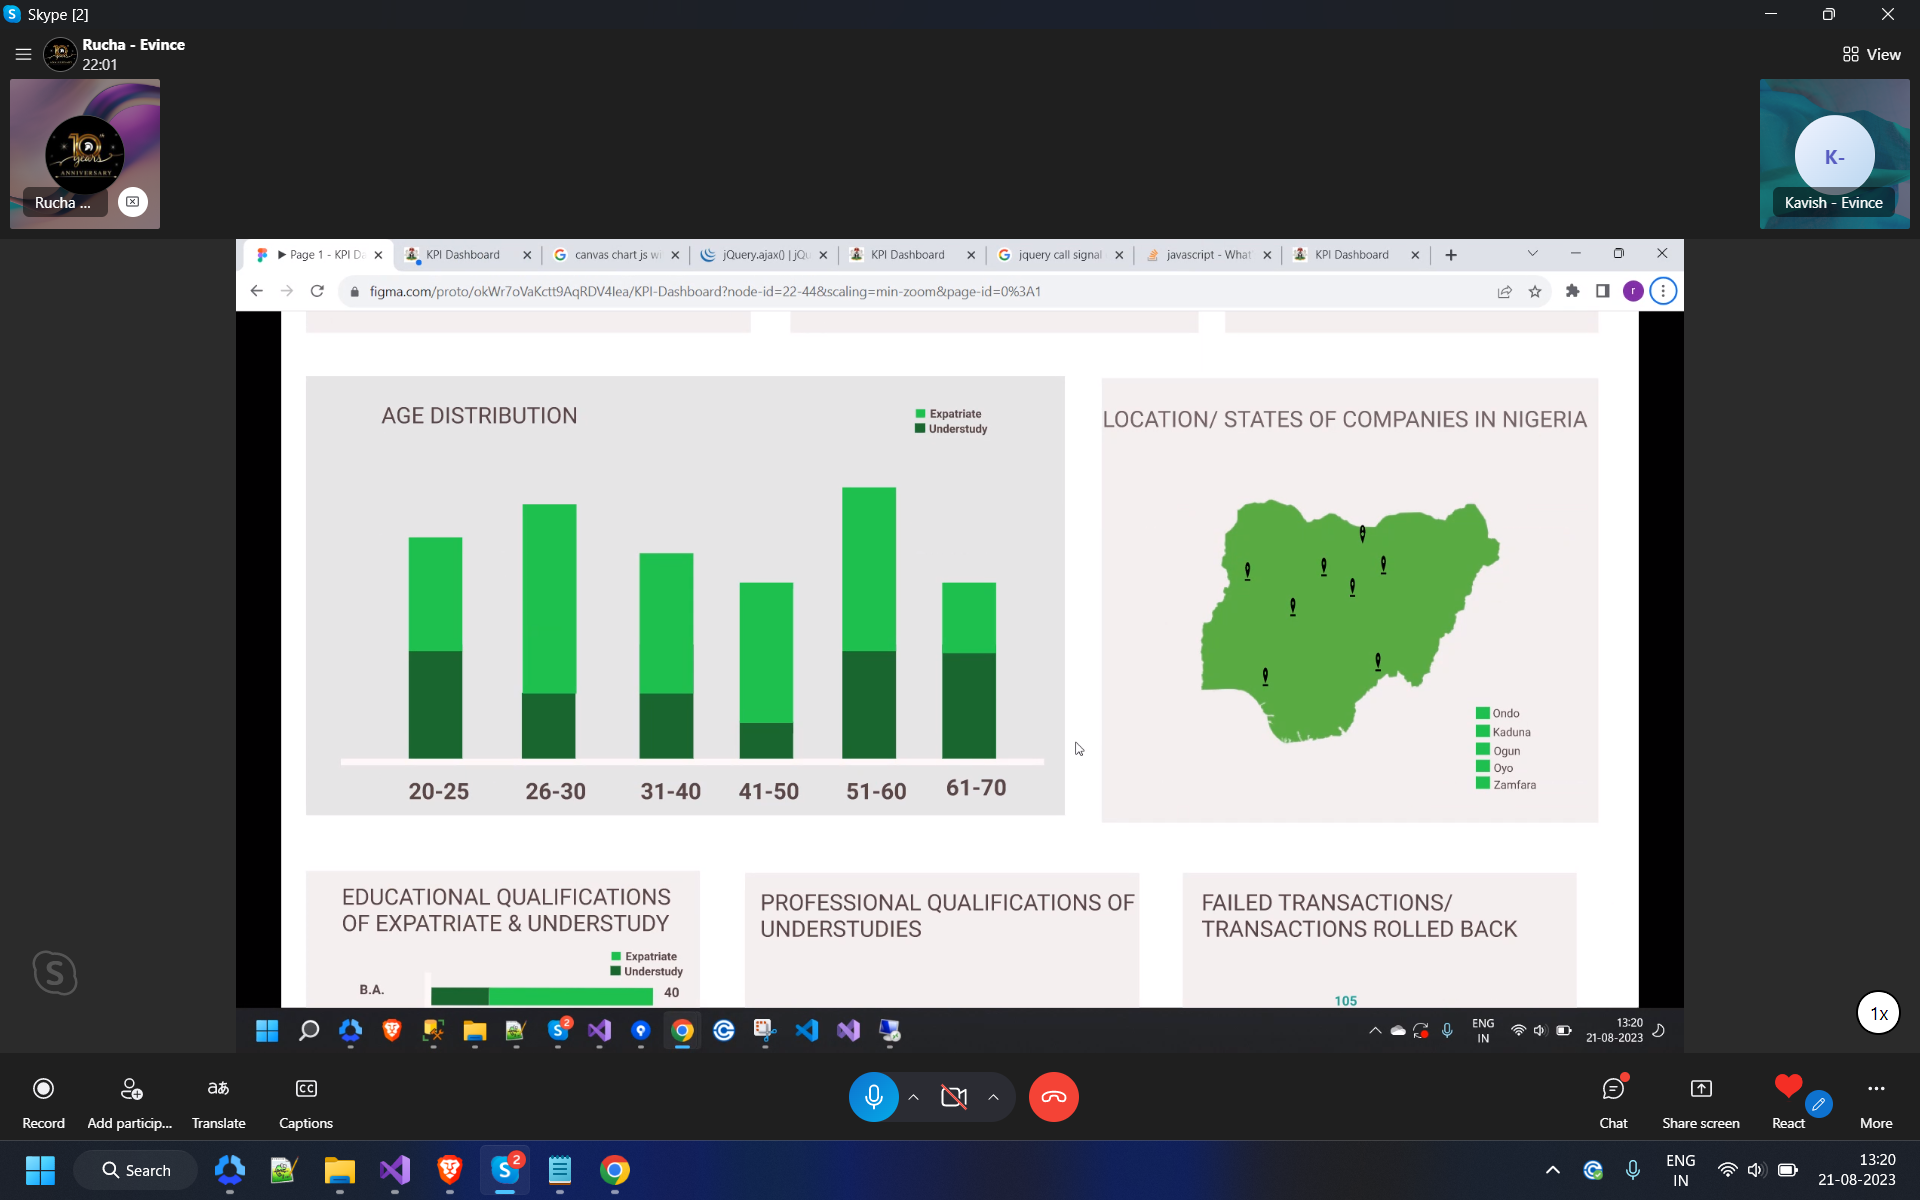 Skype [2]
Rucha - Evince
22:01
View
10
years
ANNIVERSARY
Rucha ...
K-
Kavish - Evince
Page 1 - KPI D
KPI Dashboard
canvas chart js w
jQuery.ajax() | jQu
KPI Dashboard
jquery call signal
javascript - What
KPI Dashboard
figma.com/proto/okWr7oVaKctt9AqRDV4Iea/KPI-Dashboard?node-id=22-44&scaling=min-zoom&page-id=0%3A1
r
AGE DISTRIBUTION
Expatriate
Understudy
20-25
26-30
31-40
41-50
51-60
61-70
LOCATION/ STATES OF COMPANIES IN NIGERIA
Ondo
Kaduna
Ogun
Oyo
Zamfara
EDUCATIONAL QUALIFICATIONS
OF EXPATRIATE & UNDERSTUDY
Expatriate
Understudy
B.A.
40
PROFESSIONAL QUALIFICATIONS OF
UNDERSTUDIES
FAILED TRANSACTIONS/
TRANSACTIONS ROLLED BACK
105
2
ENG
IN
13:20
21-08-2023
1x
Record
Add particip...
Translate
Captions
Chat
Share screen
React
More
Search
2
ENG
IN
13:20
21-08-2023